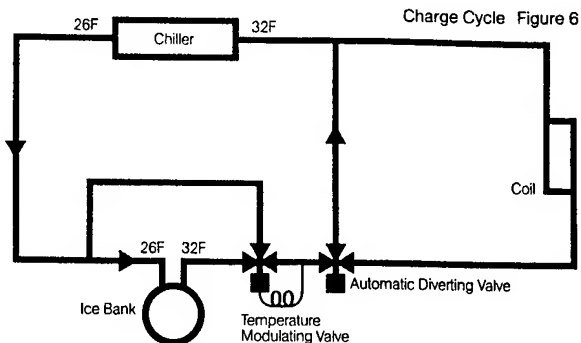 Charge Cycle Figure 6
26F
Chiller
32F
Coil
26F 32F
Automatic Diverting Valve
Ice Bank
Temperature
Modulating Valve